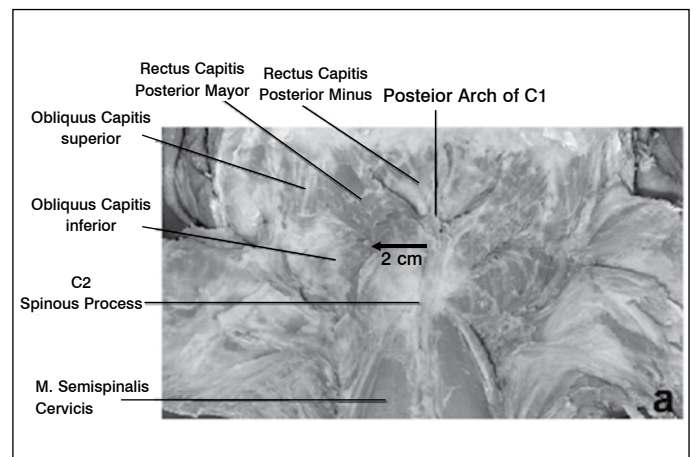 Rectus Capitis
Posterior Mayor
Rectus Capitis
Posterior Minus
Posteior Arch of C1
Obliquus Capitis
superior
Obliquus Capitis
inferior
2 cm
C2
Spinous Process
M. Semispinalis
Cervicis
a